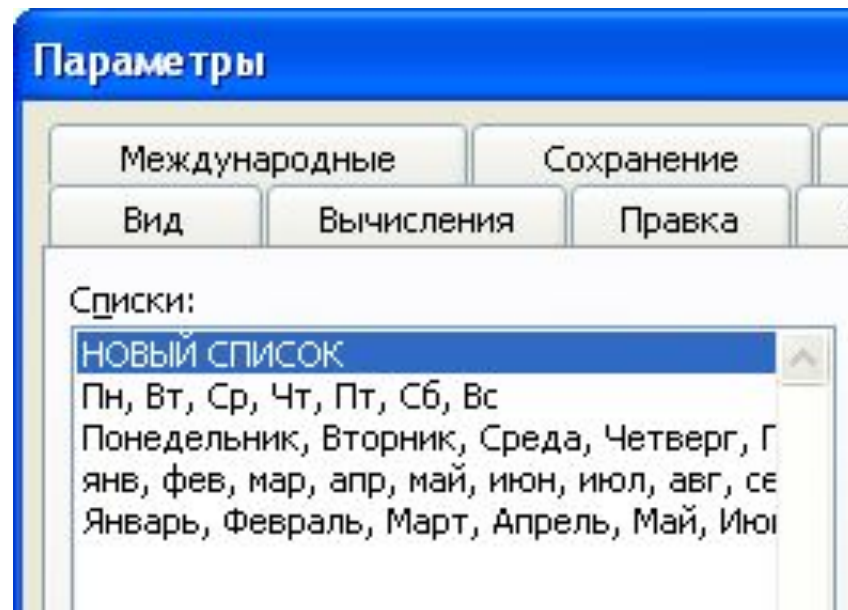 Параметры
Международные Сохранение
Вид Вычисления Правка
Списки:
НОВЫЙ СПИСОК
Пн, Вт, Ср, Чт, Пт, Сб, Вс
Понедельник, Вторник, Среда, Четверг,
янв, фев, мар, апр, май, июн, июл, авг,
Январь, Февраль, Март, Апрель, Май,